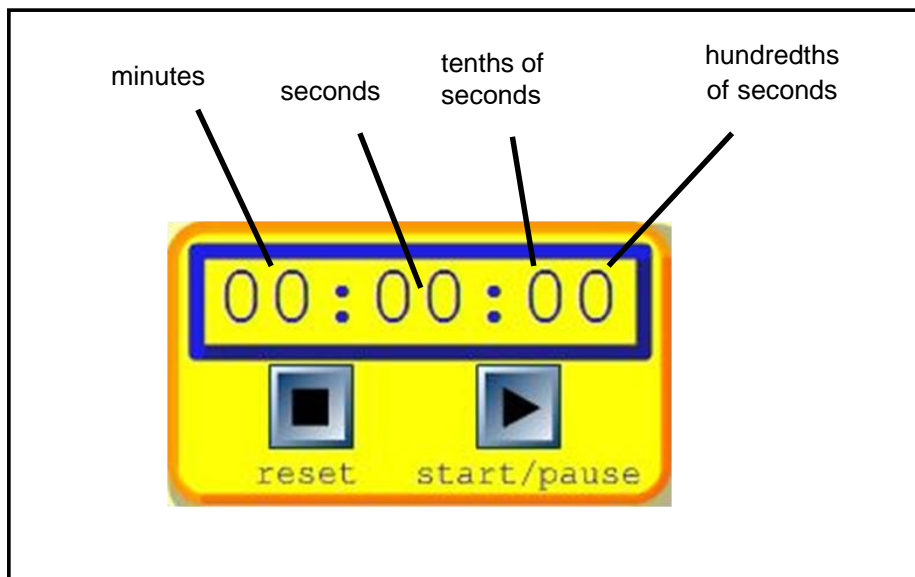 minutes
seconds
tenths of
seconds
hundredths
of seconds
00:00:00
reset
start/pause